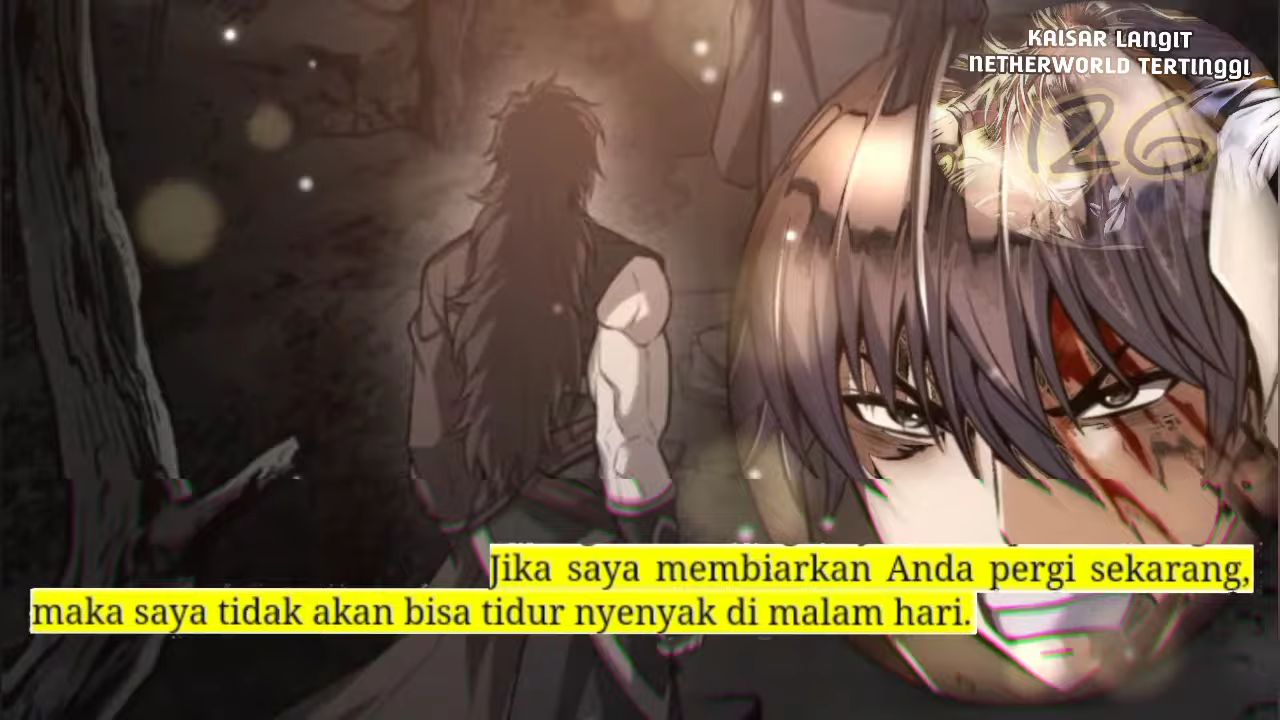 KAISAR LANGIT
NETHERWORLD TERTINGGI
126
Jika saya membiarkan Anda pergi sekarang,
maka saya tidak akan bisa tidur nyenyak di malam hari.